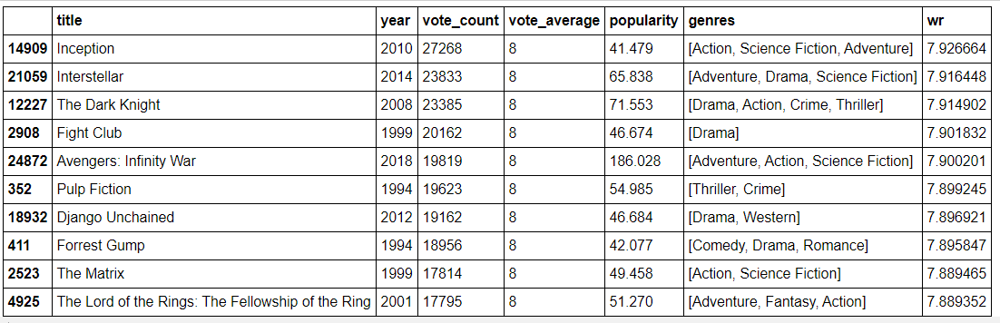 title year vote_count vote_average popularity genres wr
14909 Inception 2010 27268 8 41.479 [Action, Science Fiction, Adventure] 7.926664
21059 Interstellar 2014 23833 8 65.838 [Adventure, Drama, Science Fiction] 7.916448
12227 The Dark Knight 2008 23385 8 71.553 [Drama, Action, Crime, Thriller] 7.914902
2908 Fight Club 1999 20162 8 46.674 [Drama] 7.901832
24872 Avengers: Infinity War 2018 19819 8 186.028 [Adventure, Action, Science Fiction] 7.900201
352 Pulp Fiction 1994 19623 8 54.985 [Thriller, Crime] 7.899245
18932 Django Unchained 2012 19162 8 46.684 [Drama, Western] 7.896921
411 Forrest Gump 1994 18956 8 42.077 [Comedy, Drama, Romance] 7.895847
2523 The Matrix 1999 17814 8 49.458 [Action, Science Fiction] 7.889465
4925 The Lord of the Rings: The Fellowship of the Ring 2001 17795 8 51.270 [Adventure, Fantasy, Action] 7.889352